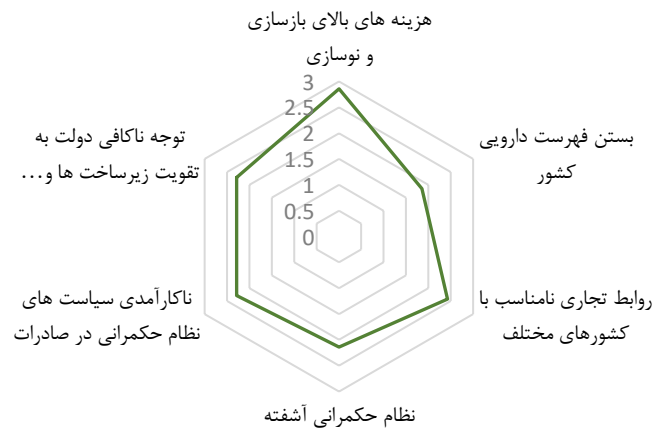 هزینه های بالای بازسازی
و نوسازی
بستن فهرست دارویی
کشور
روابط تجاری نامناسب با
کشورهای مختلف
نظام حکمرانی آشفته
ناکارآمدی سیاست های
نظام حکمرانی در صادرات
توجه ناکافی دولت به
تقویت زیرساخت ها و...
3
2.5
2
1.5
1
0.5
0